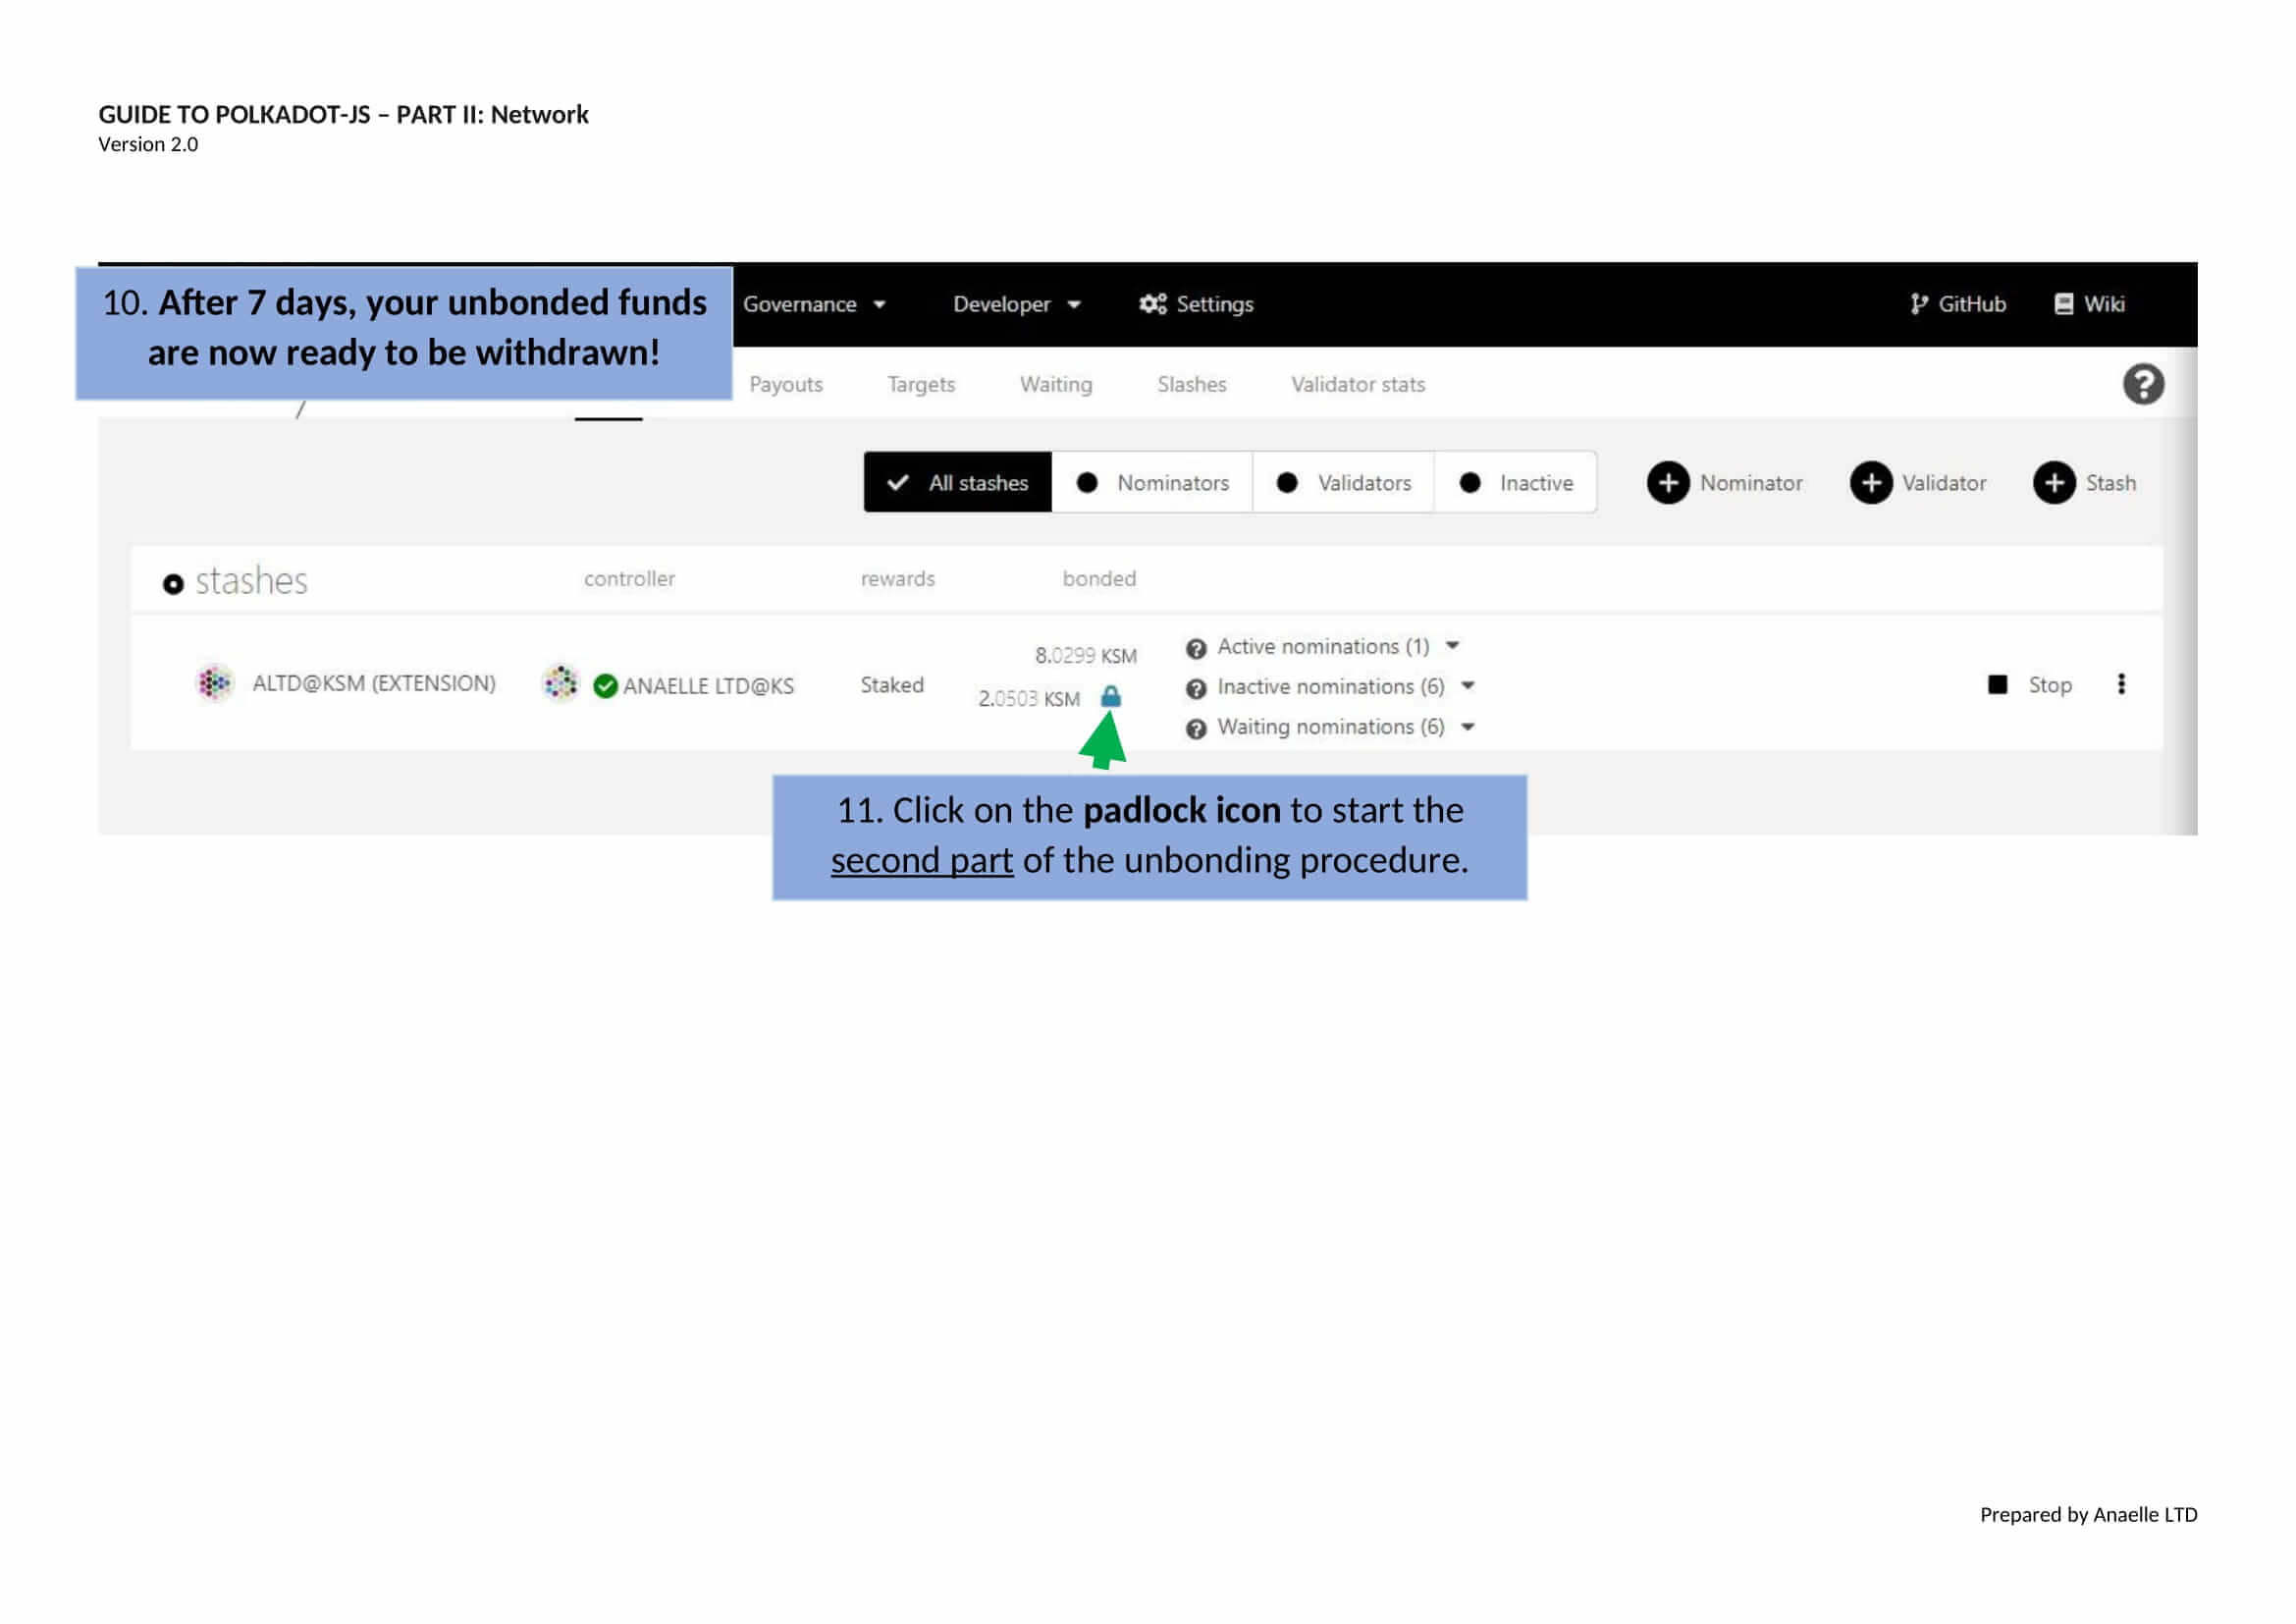 GUIDE TO POLKADOT-JS – PART II: Network
Version 2.0
10. After 7 days, your unbonded funds
are now ready to be withdrawn!
Governance Developer Settings GitHub Wiki
Payouts Targets Waiting Slashes Validator stats
All stashes Nominators Validators Inactive Nominator Validator Stash
stashes controller rewards bonded
ALTD@KSM (EXTENSION) ANAELLE LTD@KS Staked
8.0299 KSM
2.0503 KSM
Active nominations (1)
Inactive nominations (6)
Waiting nominations (6)
Stop
11. Click on the padlock icon to start the
second part of the unbonding procedure.
Prepared by Anaelle LTD